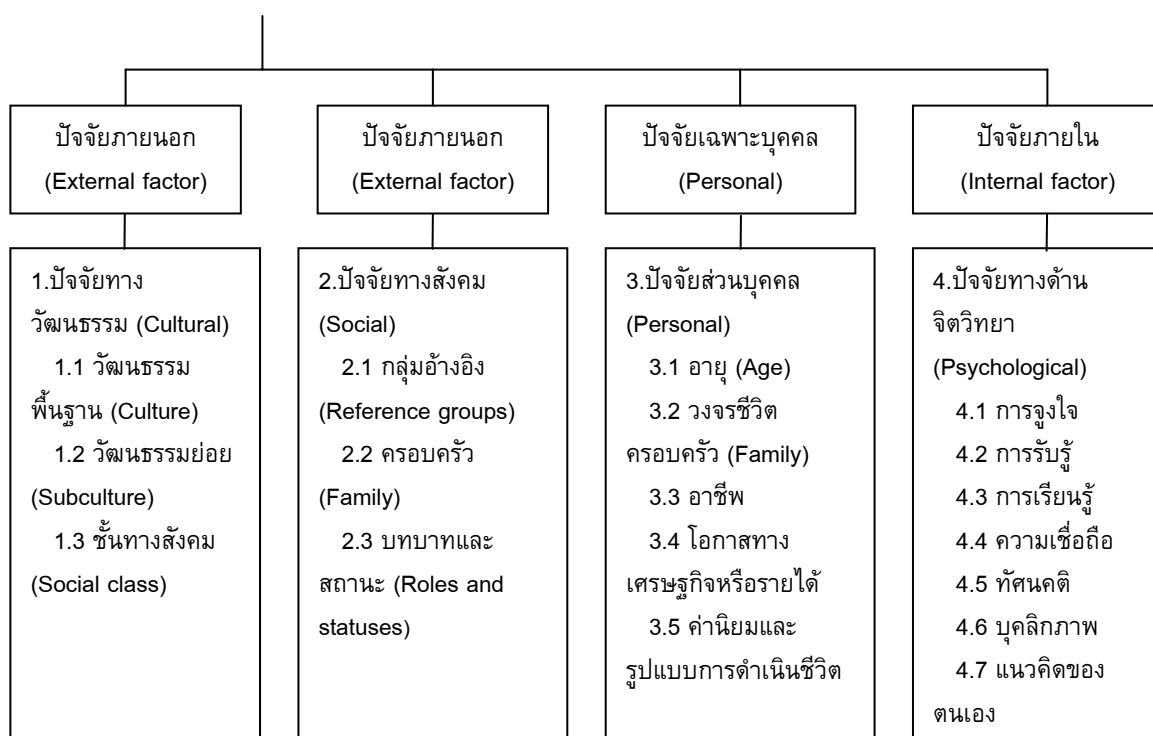 ปัจจัยภายนอก
(External factor)
ปัจจัยภายนอก
(External factor)
ปัจจัยเฉพาะบุคคล
(Personal)
ปัจจัยภายใน
(Internal factor)
1.ปัจจัยทาง
วัฒนธรรม (Cultural)
1.1 วัฒนธรรม
พื้นฐาน (Culture)
1.2 วัฒนธรรมย่อย
(Subculture)
1.3 ชั้นทางสังคม
(Social class)
2.ปัจจัยทางสังคม
(Social)
2.1 กลุ่มอ้างอิง
(Reference groups)
2.2 ครอบครัว
(Family)
2.3 บทบาทและ
สถานะ (Roles and
statuses)
3.ปัจจัยส่วนบุคคล
(Personal)
3.1 อายุ (Age)
3.2 วงจรชีวิต
ครอบครัว (Family)
3.3 อาชีพ
3.4 โอกาสทาง
เศรษฐกิจหรือรายได้
3.5 ค่านิยมและ
รูปแบบการดำเนินชีวิต
4.ปัจจัยทางด้าน
จิตวิทยา
(Psychological)
4.1 การจูงใจ
4.2 การรับรู้
4.3 การเรียนรู้
4.4 ความเชื่อถือ
4.5 ทัศนคติ
4.6 บุคลิกภาพ
4.7 แนวคิดของ
ตนเอง